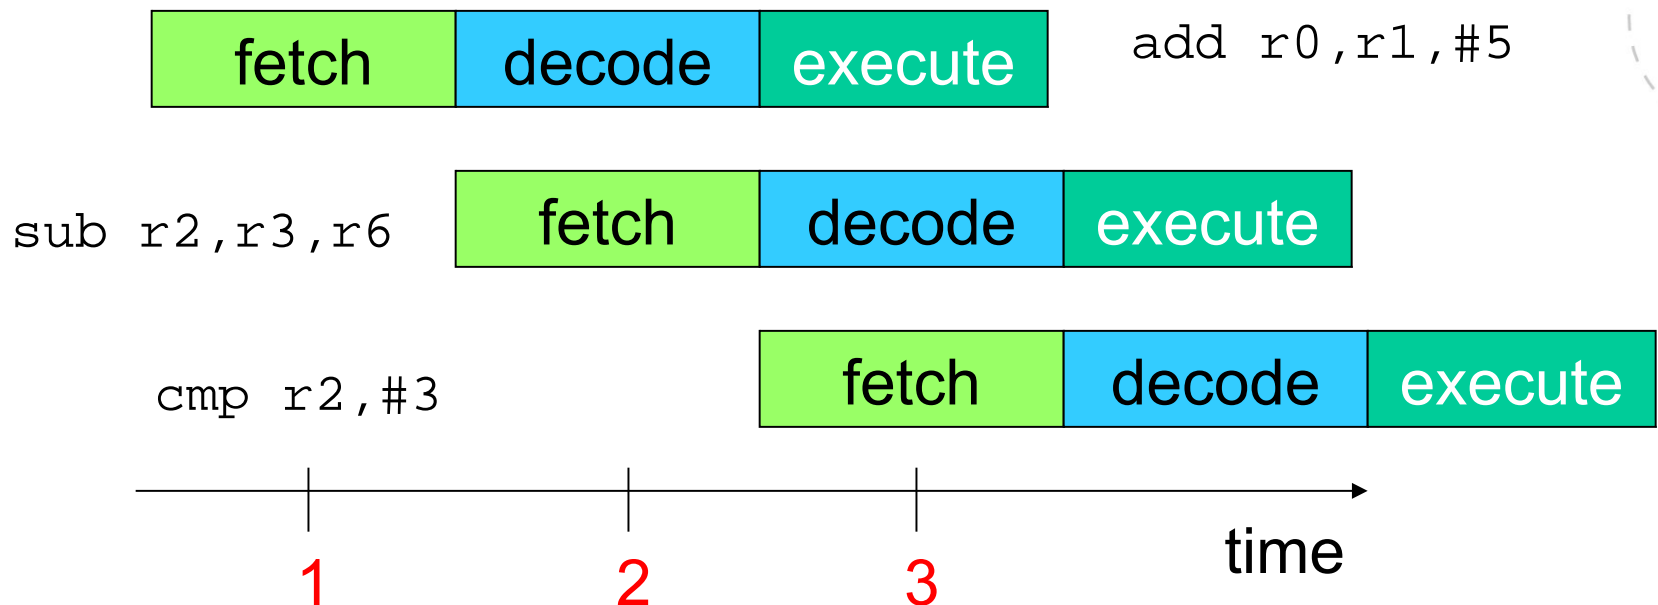 fetch decode execute add r0,r1,#5
sub r2,r3,r6 fetch decode execute
cmp r2,#3 fetch decode execute
time
1 2 3